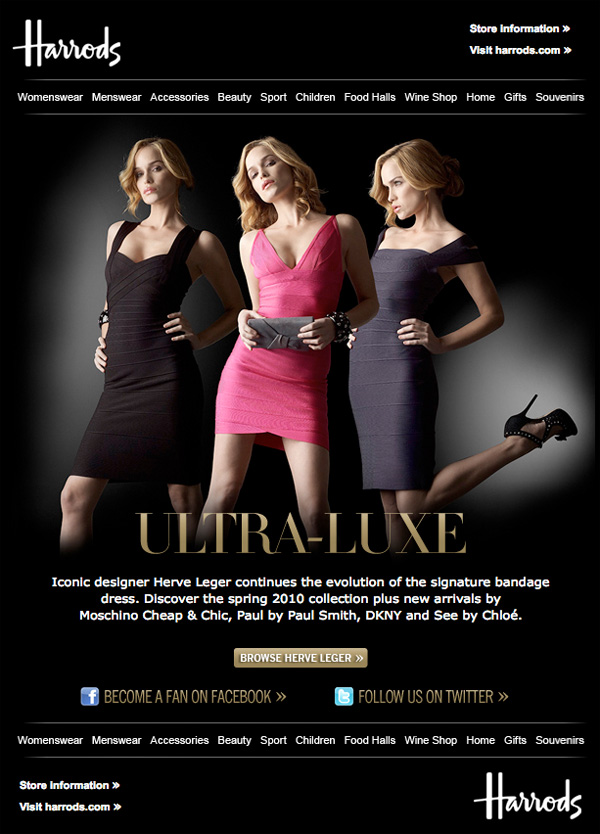 Harrods
Store Information »
Visit harrods.com »
Womenswear Menswear Accessories Beauty Sport Children Food Halls Wine Shop Home Gifts Souvenirs
ULTRA-LUXE
Iconic designer Herve Leger continues the evolution of the signature bandage
dress. Discover the spring 2010 collection plus new arrivals by
Moschino Cheap & Chic, Paul by Paul Smith, DKNY and See by Chloé.
BROWSE HERVE LEGER »
f BECOME A FAN ON FACEBOOK »
t FOLLOW US ON TWITTER »
Womenswear Menswear Accessories Beauty Sport Children Food Halls Wine Shop Home Gifts Souvenirs
Store Information »
Visit harrods.com »
Harrods